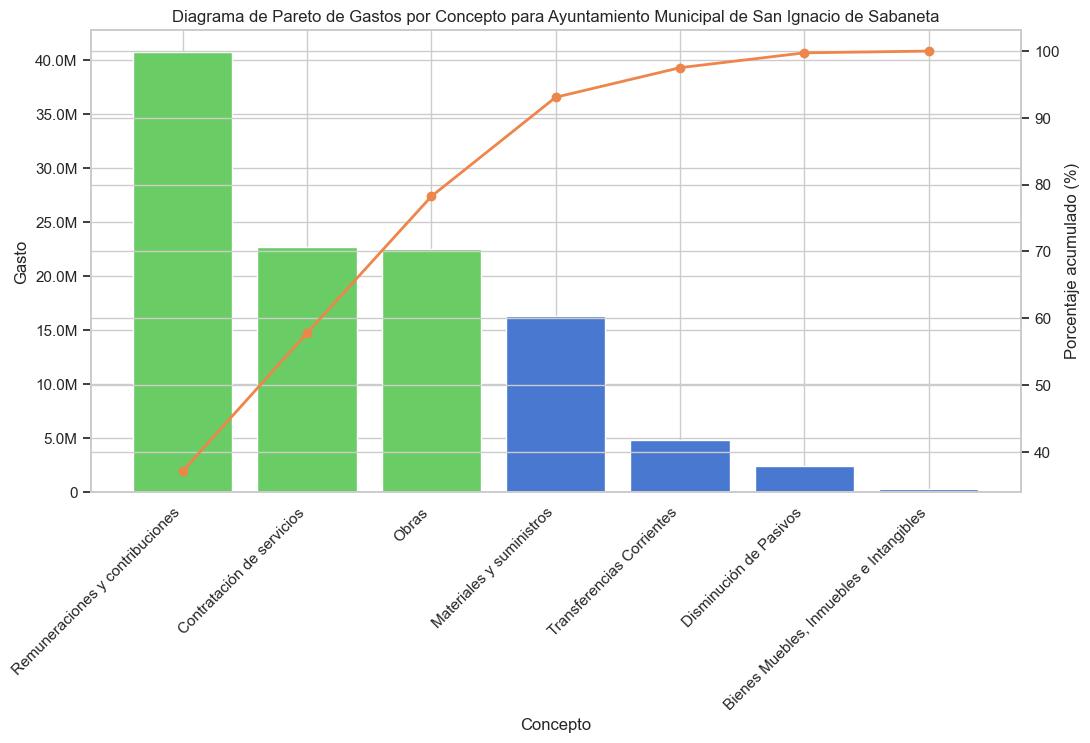 Diagrama de Pareto de Gastos por Concepto para Ayuntamiento Municipal de San Ignacio de Sabaneta
40.0M
35.0M
30.0M
25.0M
20.0M
15.0M
10.0M
5.0M
0
Gasto
100
90
80
70
60
50
40
Porcentaje acumulado (%)
Remuneraciones y contribuciones
Contratación de servicios
Obras
Materiales y suministros
Transferencias Corrientes
Disminución de Pasivos
Bienes Muebles, Inmuebles e Intangibles
Concepto